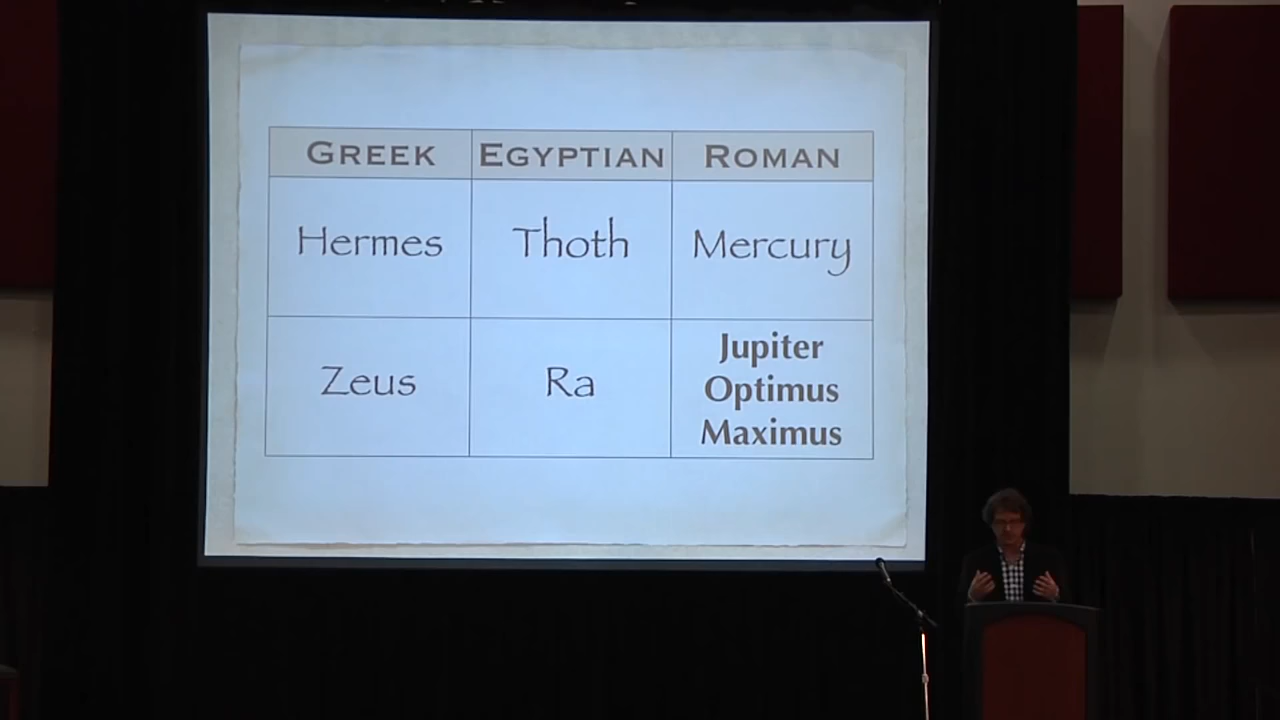 GREEK EGYPTIAN ROMAN
Hermes Thoth Mercury
Zeus Ra Jupiter
Optimus
Maximus